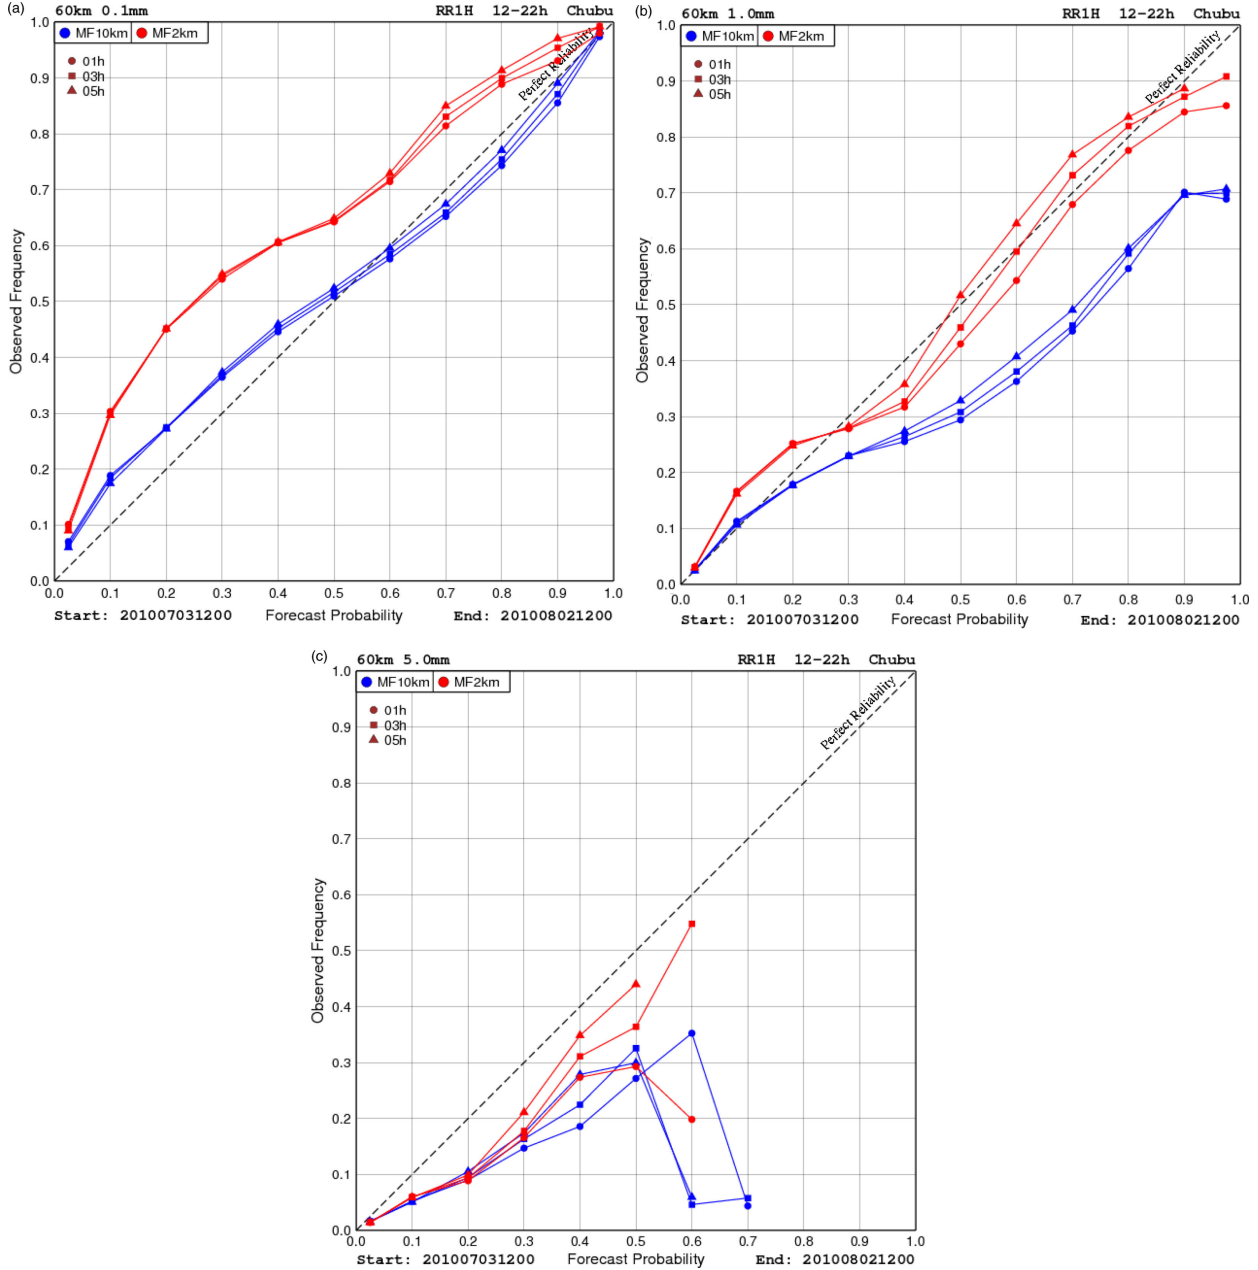 (a)
60km 0.1mm RR1H 12-22h Chubu
MF10km MF2km
01h
03h
05h
Perfect Reliability
Observed Frequency
1.0
0.9
0.8
0.7
0.6
0.5
0.4
0.3
0.2
0.1
0.0
0.0 0.1 0.2 0.3 0.4 0.5 0.6 0.7 0.8 0.9 1.0
Start: 201007031200 Forecast Probability End: 201008021200
(b)
60km 1.0mm RR1H 12-22h Chubu
MF10km MF2km
01h
03h
05h
Perfect Reliability
Observed Frequency
1.0
0.9
0.8
0.7
0.6
0.5
0.4
0.3
0.2
0.1
0.0
0.0 0.1 0.2 0.3 0.4 0.5 0.6 0.7 0.8 0.9 1.0
Start: 201007031200 Forecast Probability End: 201008021200
(c)
60km 5.0mm RR1H 12-22h Chubu
MF10km MF2km
01h
03h
05h
Perfect Reliability
Observed Frequency
1.0
0.9
0.8
0.7
0.6
0.5
0.4
0.3
0.2
0.1
0.0
0.0 0.1 0.2 0.3 0.4 0.5 0.6 0.7 0.8 0.9 1.0
Start: 201007031200 Forecast Probability End: 201008021200